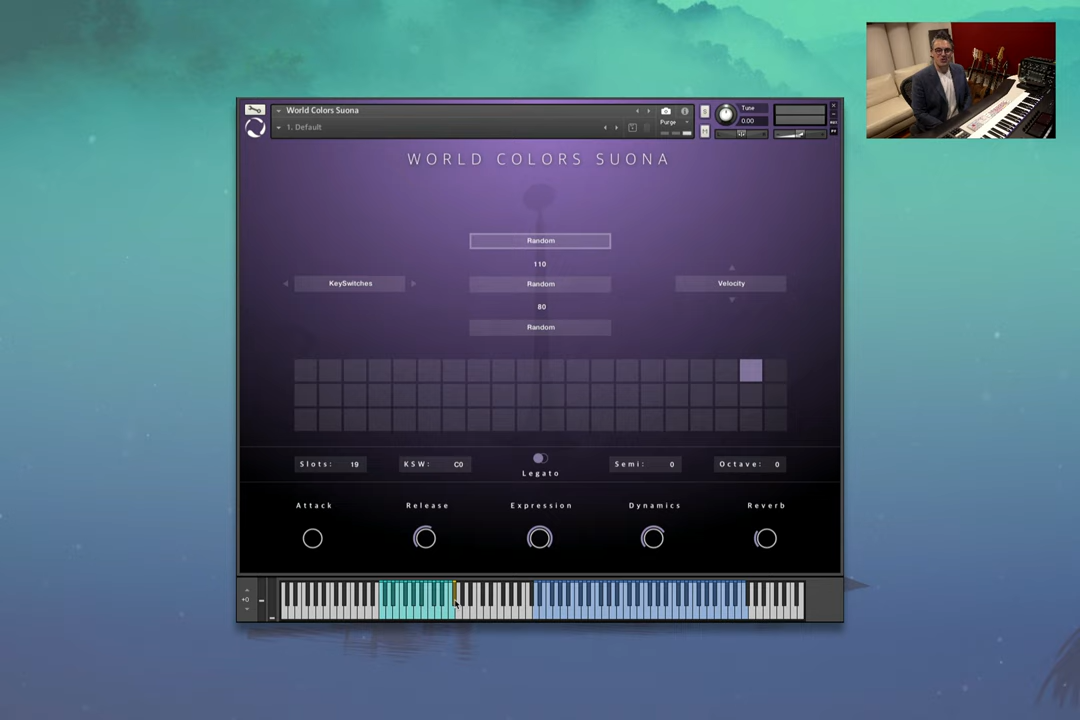 World Colors Suona
1. Default
Purge
S
M
Tune
0.00
WORLD COLORS SUONA
Random
110
KeySwitches
Random
Velocity
80
Random
Slots: 19
KSW: C0
Legato
Semi: 0
Octave: 0
Attack
Release
Expression
Dynamics
Reverb
+0